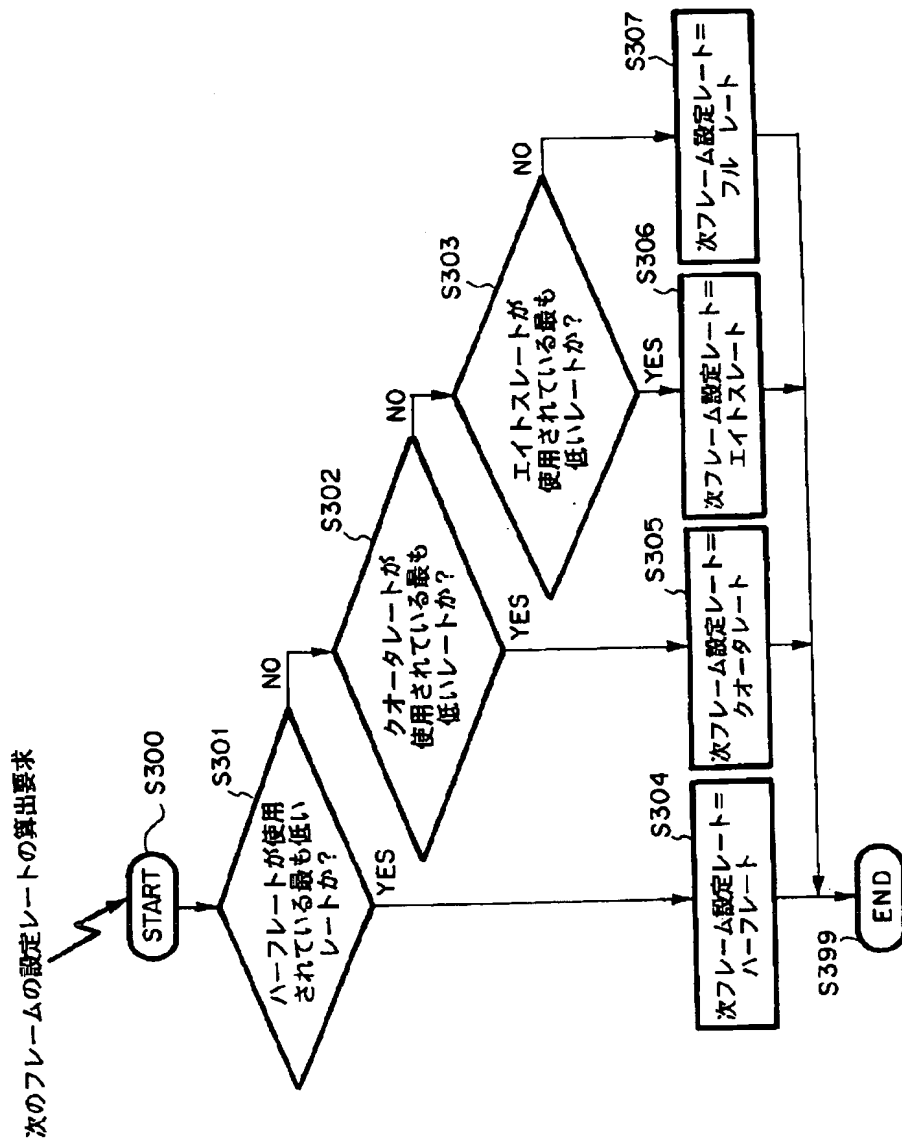 次のフレームの設定レートの算出要求
START
S300
ハーフレートが使用
されている最も低い
レートか?
S301
YES
NO
クオータレートが
使用されている最も
低いレートか?
S302
YES
NO
エイトスレートが
使用されている最も
低いレートか?
S303
YES
NO
次フレーム設定レート=
ハーフレート
S304
次フレーム設定レート=
クオータレート
S305
次フレーム設定レート=
エイトスレート
S306
次フレーム設定レート=
フル レート
S307
END
S399